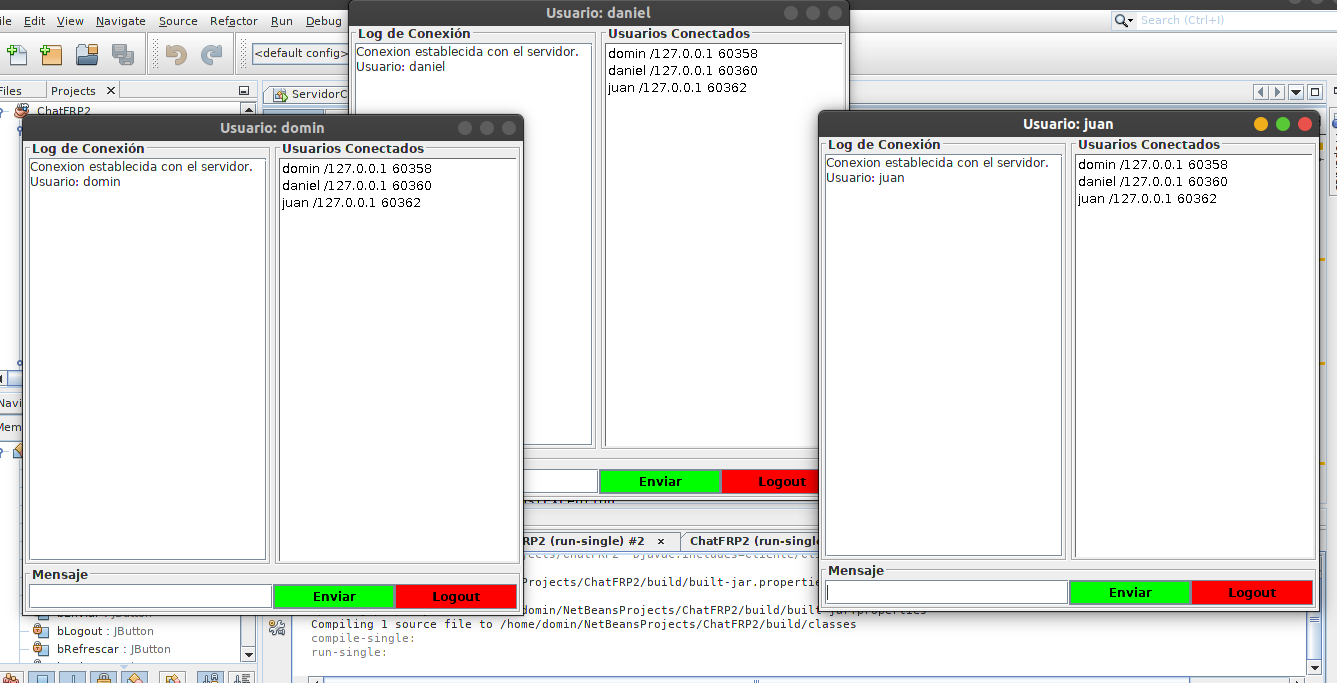 Edit View Navigate Source Refactor Run Debug
Search (Ctrl+I)
<default config>
Files
Projects
ServidorC
ChatFRP2
Usuario: daniel
Log de Conexión
Usuarios Conectados
Conexion establecida con el servidor.
Usuario: daniel
domin /127.0.0.1 60358
daniel /127.0.0.1 60360
juan /127.0.0.1 60362
Enviar
Logout
Usuario: domin
Log de Conexión
Usuarios Conectados
Conexion establecida con el servidor.
Usuario: domin
domin /127.0.0.1 60358
daniel /127.0.0.1 60360
juan /127.0.0.1 60362
Mensaje
Enviar
Logout
Usuario: juan
Log de Conexión
Usuarios Conectados
Conexion establecida con el servidor.
Usuario: juan
domin /127.0.0.1 60358
daniel /127.0.0.1 60360
juan /127.0.0.1 60362
Mensaje
Enviar
Logout
Navi
Mem
RP2 (run-single) #2
ChatFRP2 (run-single
Projects/ChatFRP2/build/built-jar.propertie
domin/NetBeansProjects/ChatFRP2/build/built-jar.properties
Compiling 1 source file to /home/domin/NetBeansProjects/ChatFRP2/build/classes
compile-single:
run-single:
bEnviar : JButton
bLogout : JButton
bRefrescar : JButton